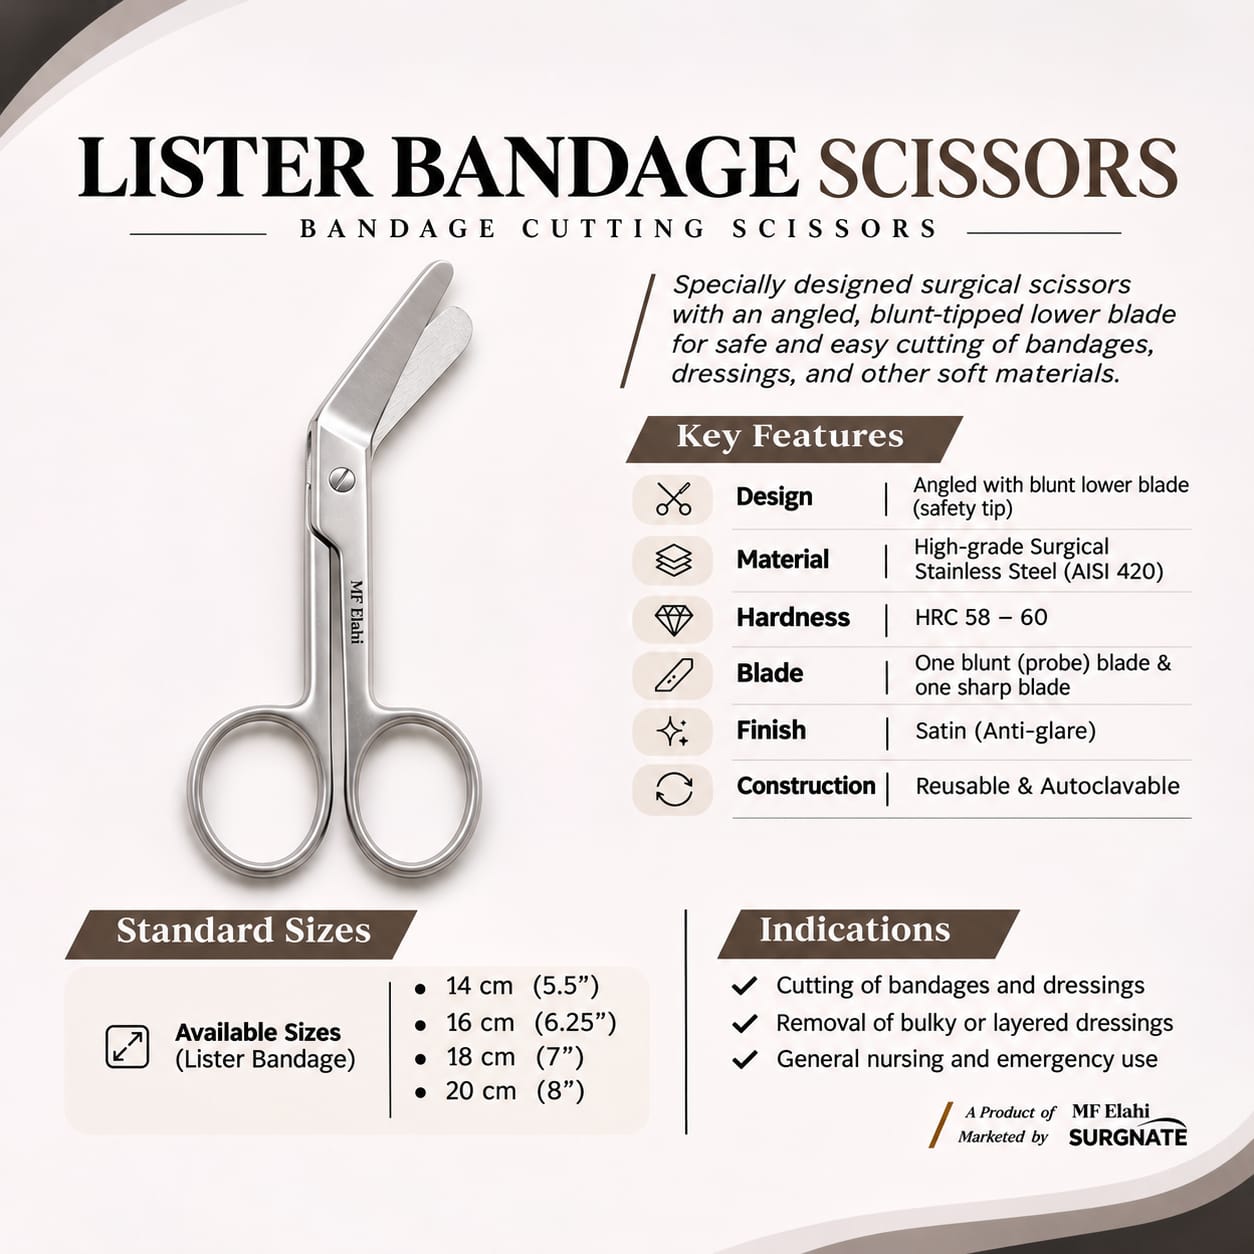 LISTER BANDAGE SCISSORS
BANDAGE CUTTING SCISSORS
Specially designed surgical scissors
with an angled, blunt-tipped lower blade
for safe and easy cutting of bandages,
dressings, and other soft materials.
Key Features
Design | Angled with blunt lower blade
(safety tip)
Material | High-grade Surgical
Stainless Steel (AISI 420)
Hardness | HRC 58 – 60
Blade | One blunt (probe) blade &
one sharp blade
Finish | Satin (Anti-glare)
Construction | Reusable & Autoclavable
MF Elahi
Standard Sizes
Available Sizes
(Lister Bandage)
• 14 cm (5.5”)
• 16 cm (6.25”)
• 18 cm (7”)
• 20 cm (8”)
Indications
✓ Cutting of bandages and dressings
✓ Removal of bulky or layered dressings
✓ General nursing and emergency use
A Product of MF Elahi
Marketed by SURGNATE